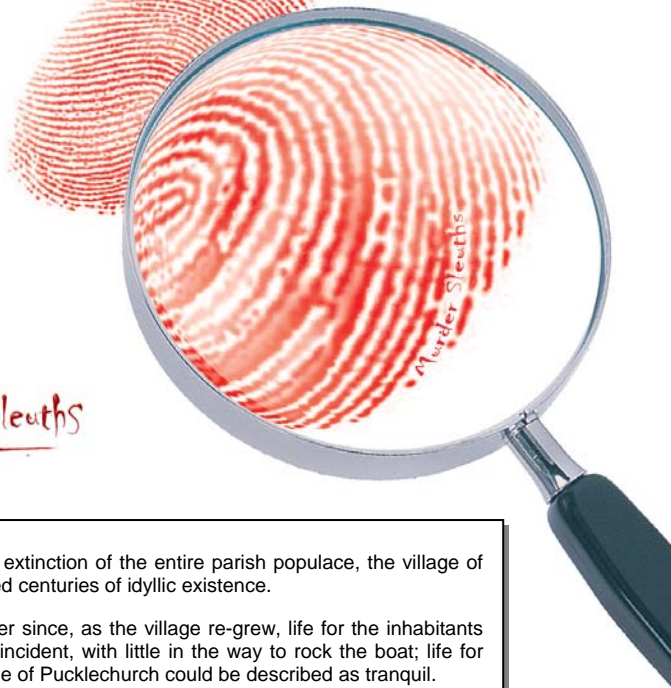 Murder Sleuths
leuths
extinction of the entire parish populace, the village of
ed centuries of idyllic existence.
er since, as the village re-grew, life for the inhabitants
incident, with little in the way to rock the boat; life for
e of Pucklechurch could be described as tranquil.